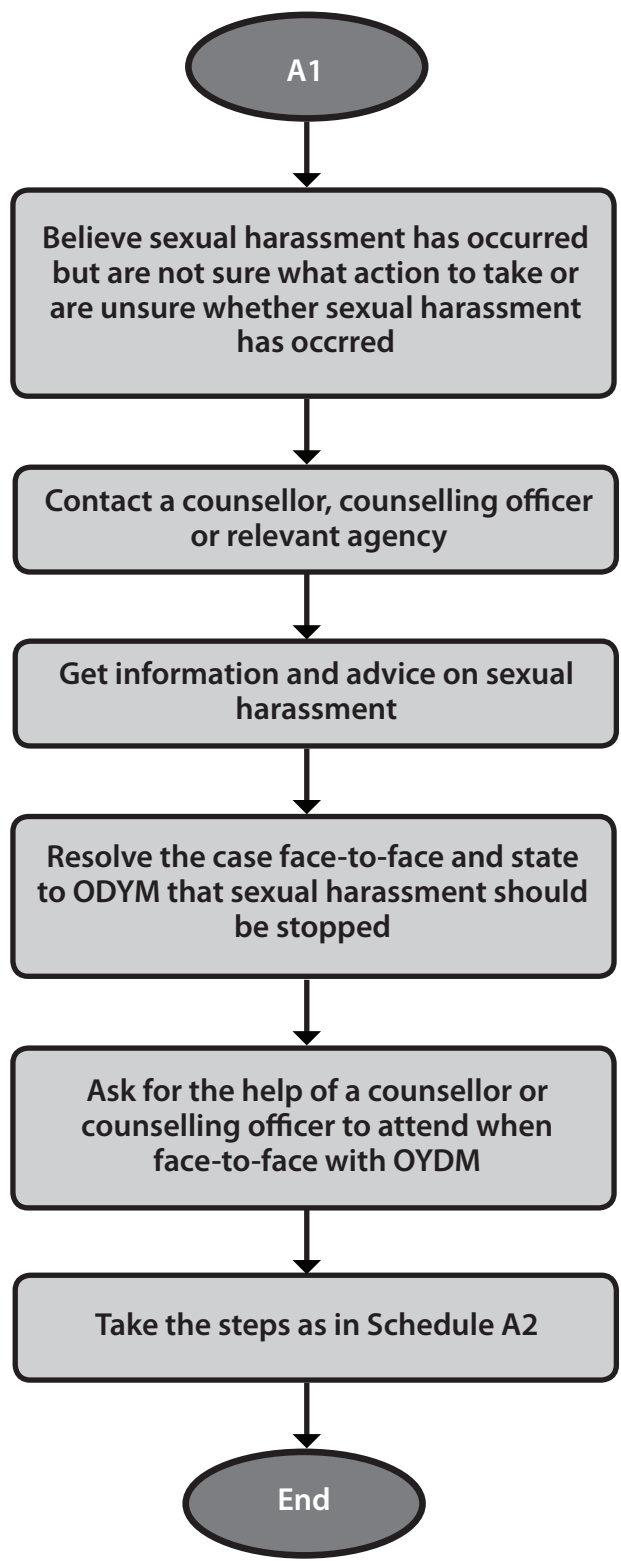 A1
Believe sexual harassment has occurred
but are not sure what action to take or
are unsure whether sexual harassment
has occrred
Contact a counsellor, counselling officer
or relevant agency
Get information and advice on sexual
harassment
Resolve the case face-to-face and state
to ODYM that sexual harassment should
be stopped
Ask for the help of a counsellor or
counselling officer to attend when
face-to-face with OYDM
Take the steps as in Schedule A2
End